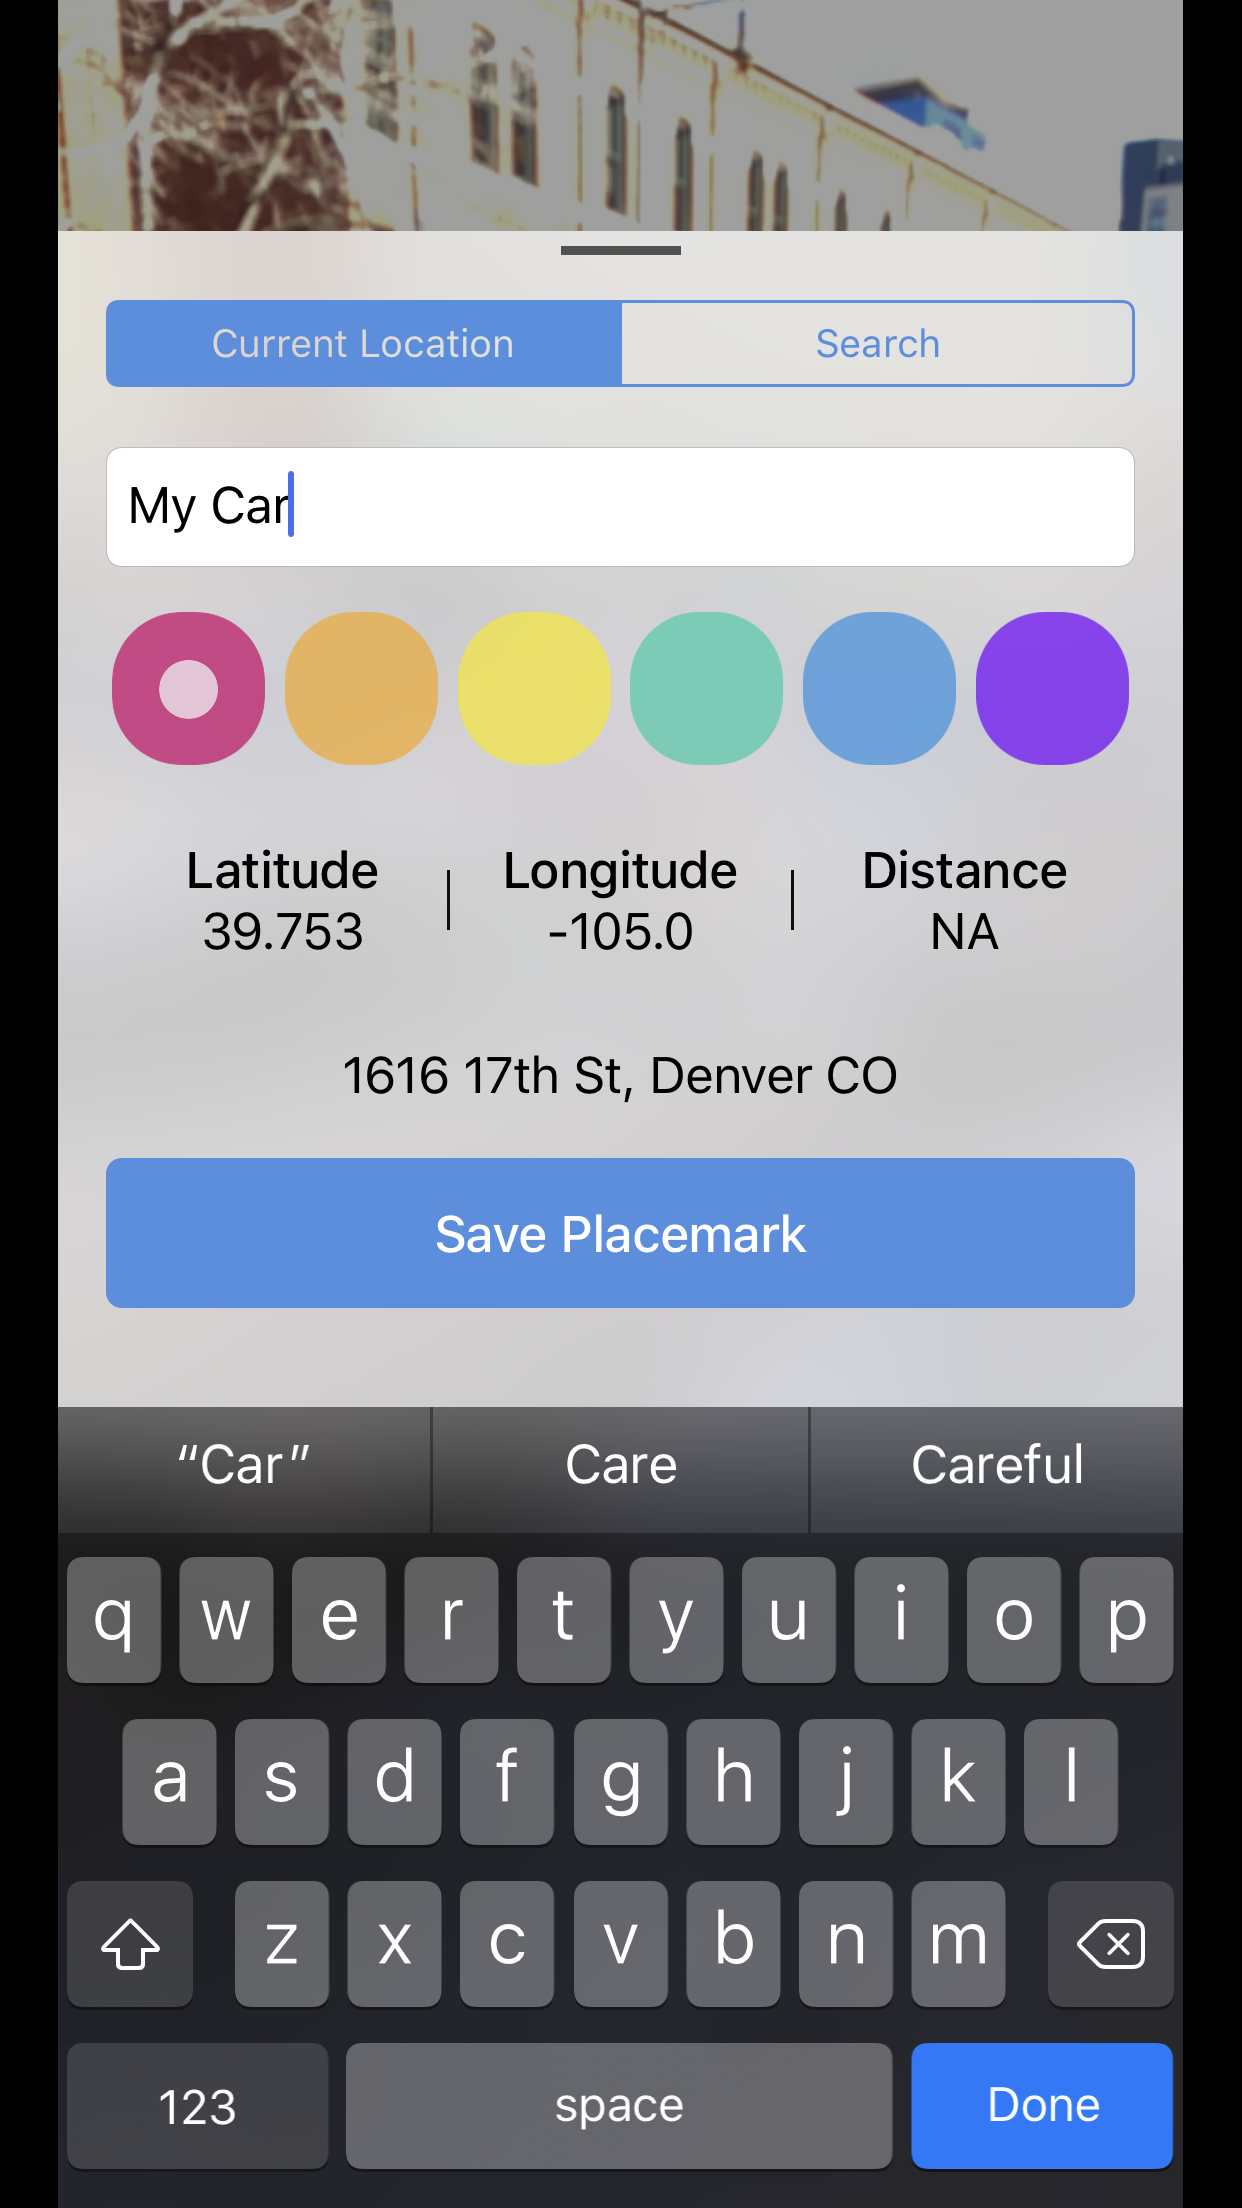 Current Location Search
My Car
Latitude Longitude Distance
39.753 -105.0 NA
1616 17th St, Denver CO
Save Placemark
“Car” Care Careful
q w e r t y u i o p
a s d f g h j k l
z x c v b n m
123 space Done